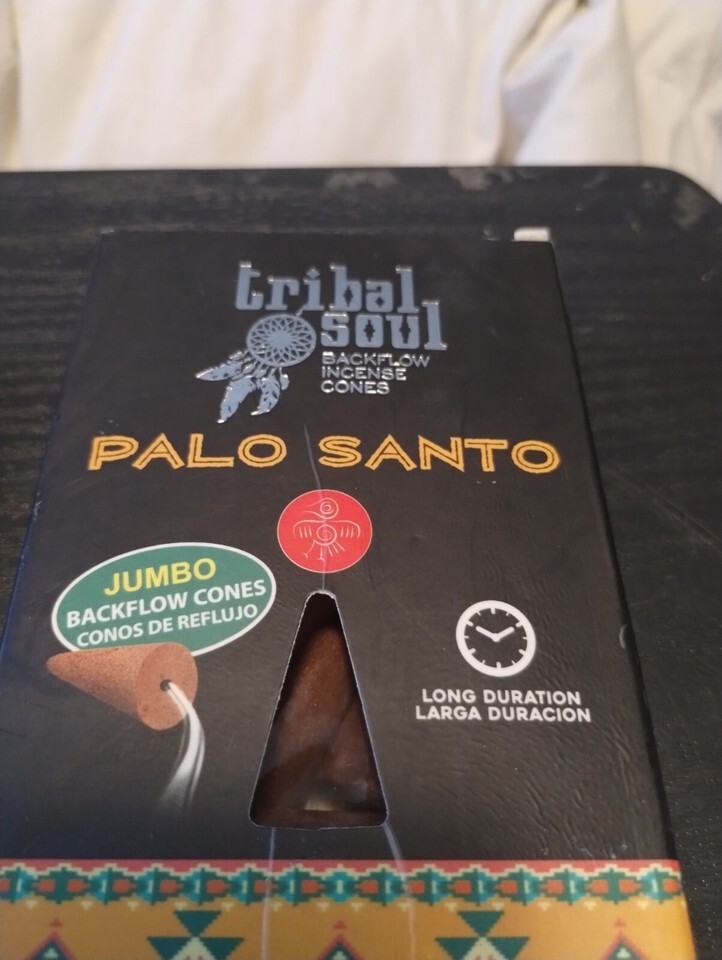 tribal
soul
BACKFLOW
INCENSE
CONES
PALO SANTO
JUMBO
BACKFLOW CONES
CONOS DE REFLUJO
LONG DURATION
LARGA DURACION